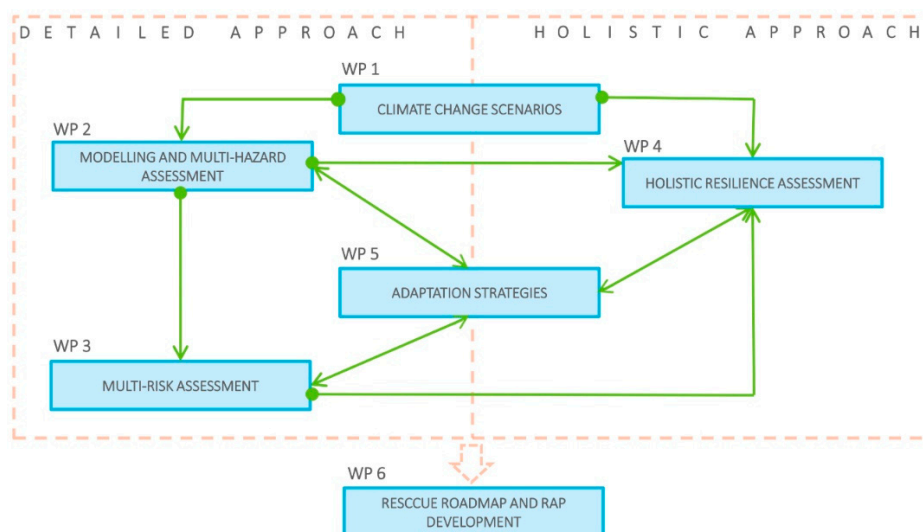 DETAILED APPROACH
HOLISTIC APPROACH
WP 1
CLIMATE CHANGE SCENARIOS
WP 2
MODELLING AND MULTI-HAZARD
ASSESSMENT
WP 4
HOLISTIC RESILIENCE ASSESSMENT
WP 5
ADAPTATION STRATEGIES
WP 3
MULTI-RISK ASSESSMENT
WP 6
RESCCUE ROADMAP AND RAP
DEVELOPMENT